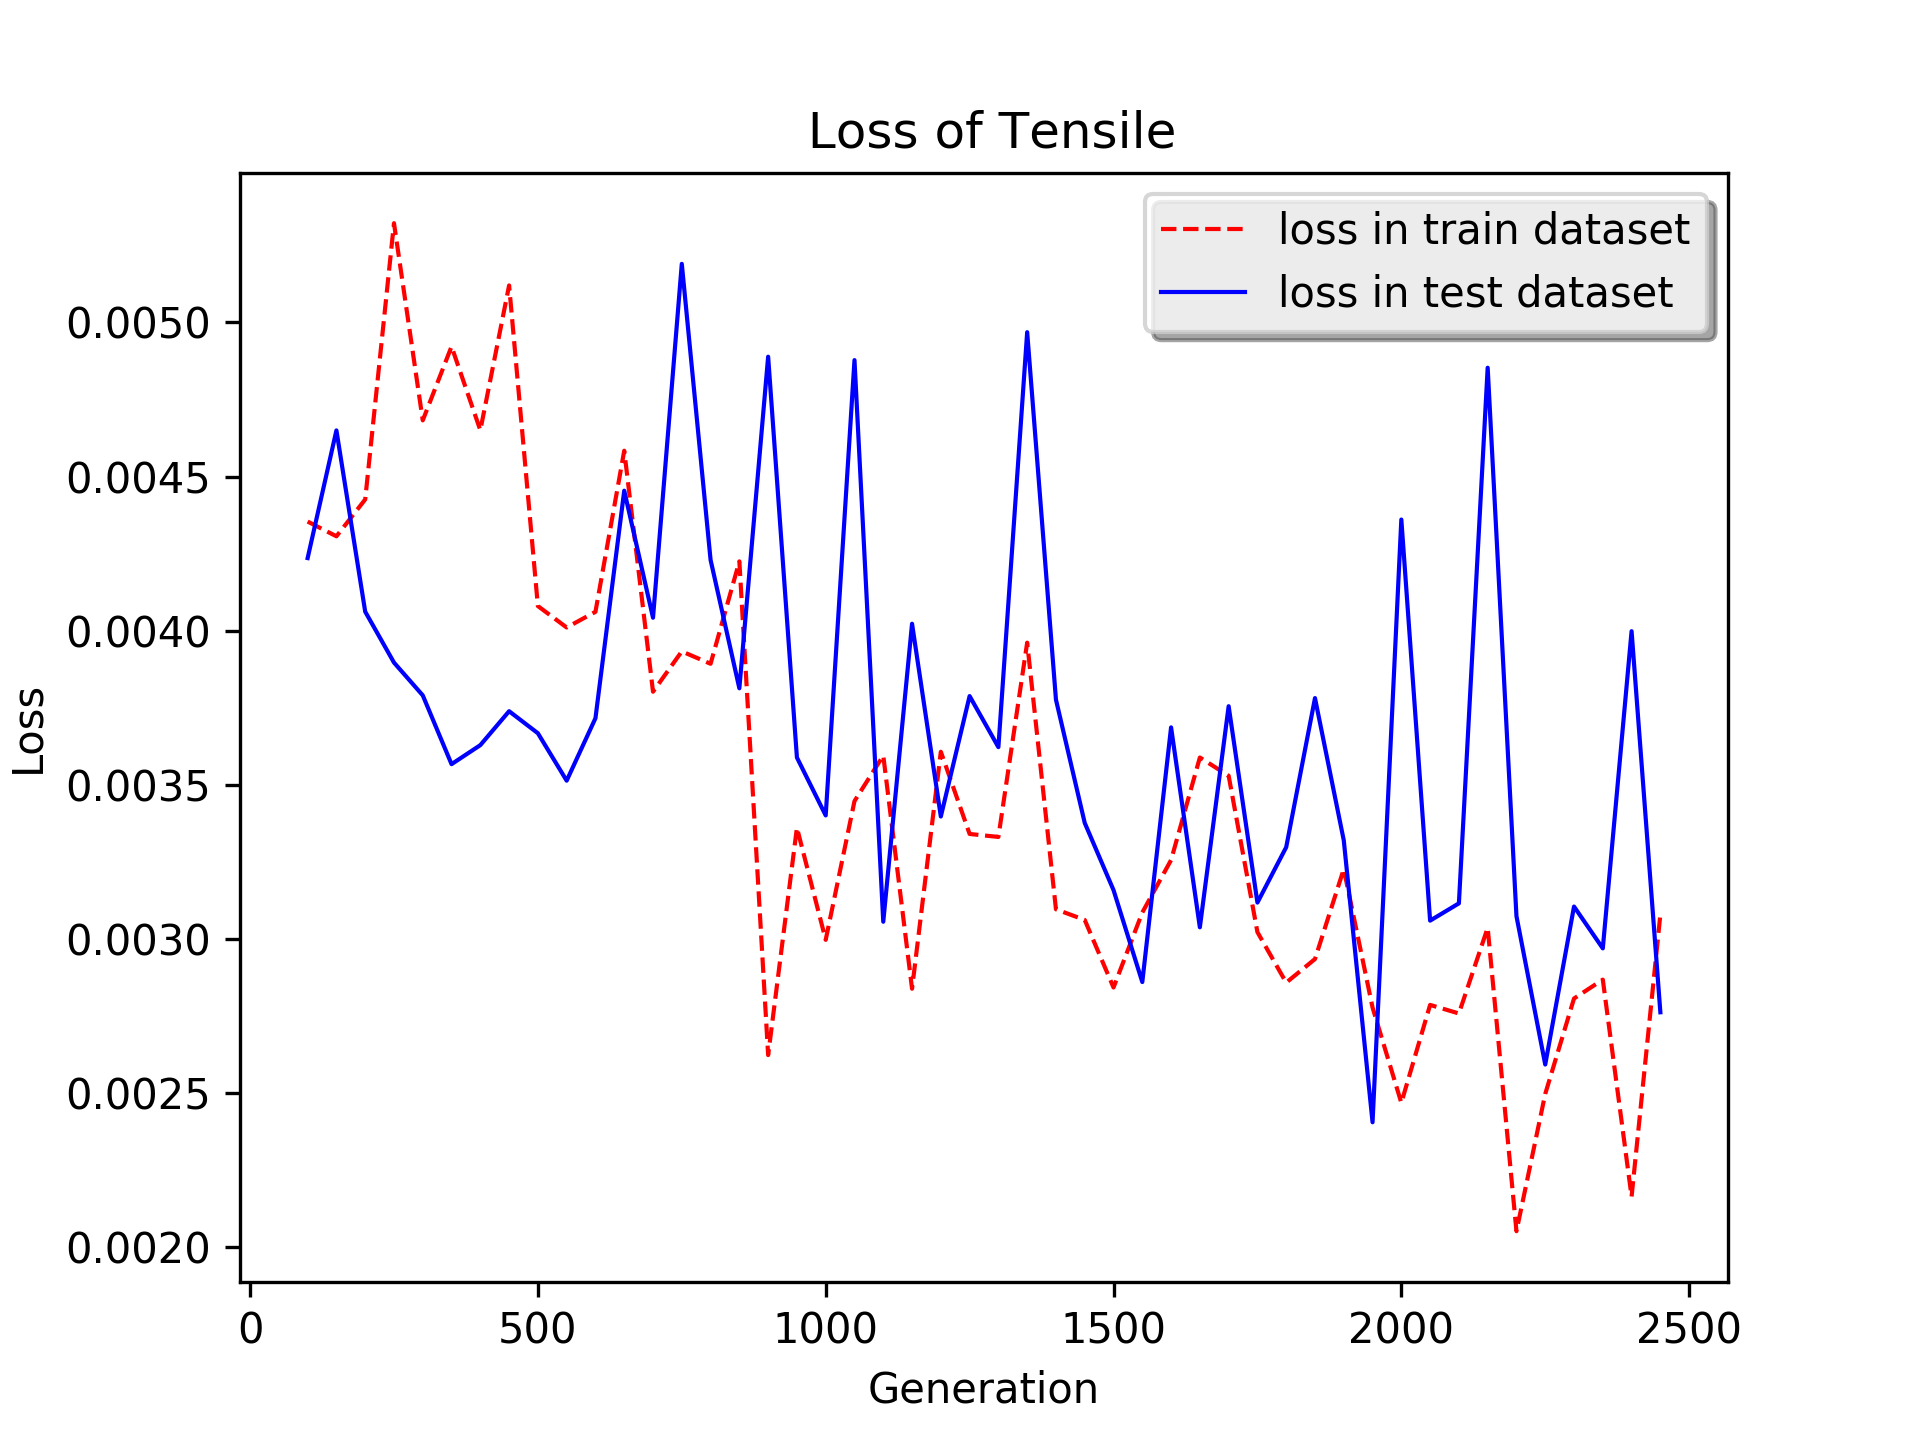 Loss of Tensile
loss in train dataset
loss in test dataset
0.0050
0.0045
0.0040
0.0035
0.0030
0.0025
0.0020
Loss
0 500 1000 1500 2000 2500
Generation